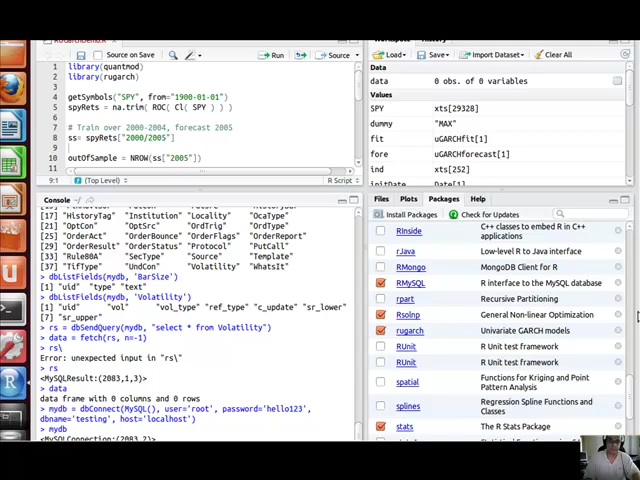 Source on Save
Run
Source
1 library(quantmod)
2 library(rugarch)
3
4 getSymbols("SPY", from="1900-01-01")
5 spyRets = na.trim( ROC( Cl( SPY ) ) )
6
7 # Train over 2000-2004, forecast 2005
8 ss= spyRets["2000/2005"]
9
10 outOfSample = NROW(ss["2005"])
11
9:1 (Top Level) R Script
Load Save Import Dataset Clear All
Data
data 0 obs. of 0 variables
Values
SPY xts[29328]
dummy "MAX"
fit uGARCHfit[1]
fore uGARCHforecast[1]
ind xts[252]
initDate Date[1]
Console ~/
[17] "HistoryTag" "Institution" "Locality" "OcaType"
[21] "OptCon" "OptSrc" "OrdTrig" "OrdType"
[25] "OrderAct" "OrderBounce" "OrderFlags" "OrderReport"
[29] "OrderResult" "OrderStatus" "Protocol" "PutCall"
[33] "Rule80A" "SecType" "Source" "Template"
[37] "TifType" "UndCon" "Volatility" "WhatsIt"
> dbListFields(mydb, 'BarSize')
[1] "uid" "type" "text"
> dbListFields(mydb, 'Volatility')
[1] "uid" "vol" "vol_type" "ref_type" "c_update" "sr_lower"
[7] "sr_upper"
> rs = dbSendQuery(mydb, "select * from Volatility")
> data = fetch(rs, n=-1)
> rs\
Error: unexpected input in "rs\"
> rs
<MySQLResult:(2083,1,3)>
> data
data frame with 0 columns and 0 rows
> mydb = dbConnect(MySQL(), user='root', password='hello123',
dbname='testing', host='localhost')
> mydb
<MySQLConnection:(2083,2)>
Files Plots Packages Help
Install Packages Check for Updates
RInside C++ classes to embed R in C++ applications
rJava Low-level R to Java interface
RMongo MongoDB Client for R
RMySQL R interface to the MySQL database
rpart Recursive Partitioning
Rsolnp General Non-linear Optimization
rugarch Univariate GARCH models
RUnit R Unit test framework
RUnit R Unit test framework
spatial Functions for Kriging and Point Pattern Analysis
splines Regression Spline Functions and Classes
stats The R Stats Package